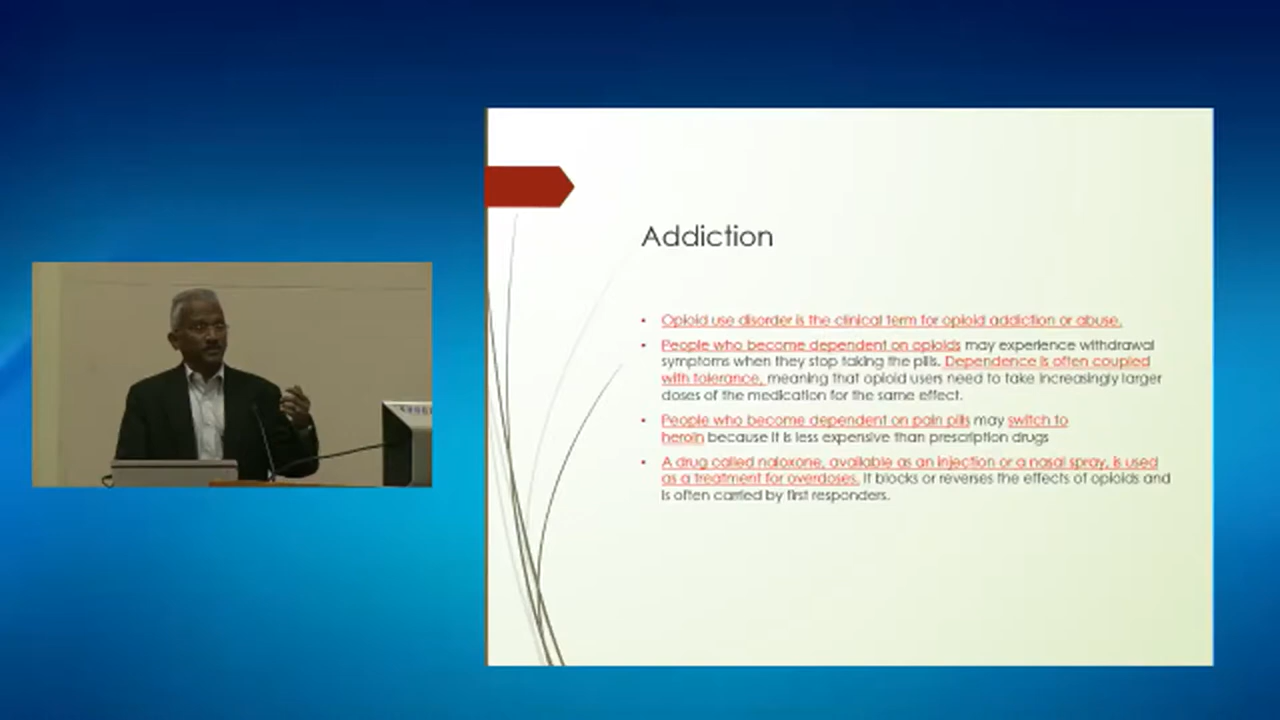 Addiction
• Opioid use disorder is the clinical term for opioid addiction or abuse.
• People who become dependent on opioids may experience withdrawal
symptoms when they stop taking the pills. Dependence is often coupled
with tolerance, meaning that opioid users need to take increasingly larger
doses of the medication for the same effect.
• People who become dependent on pain pills may switch to
heroin because it is less expensive than prescription drugs
• A drug called naloxone, available as an injection or a nasal spray, is used
as a treatment for overdoses. It blocks or reverses the effects of opioids and
is often carried by first responders.